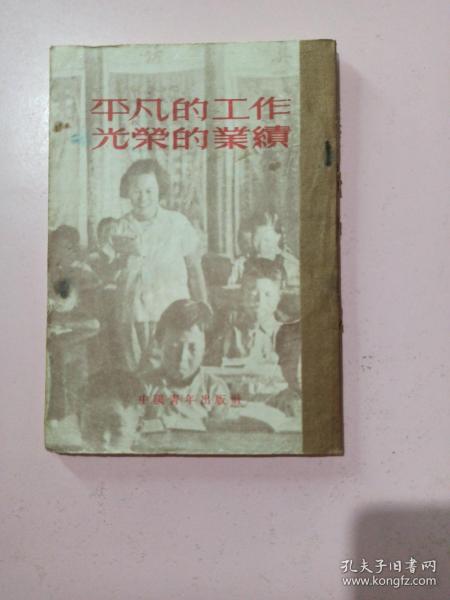 平凡的工作
光榮的業績
中國青年出版社
孔夫子旧书网
www.kongfz.com